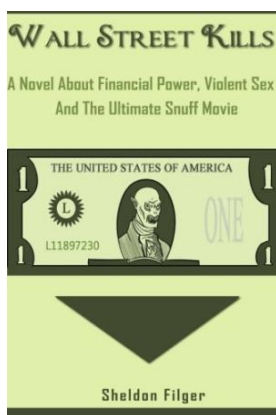 WALL STREET KILLS
A Novel About Financial Power, Violent Sex
And The Ultimate Snuff Movie
1 1
THE UNITED STATES OF AMERICA
L ONE
L11897230
1 1
Sheldon Filger